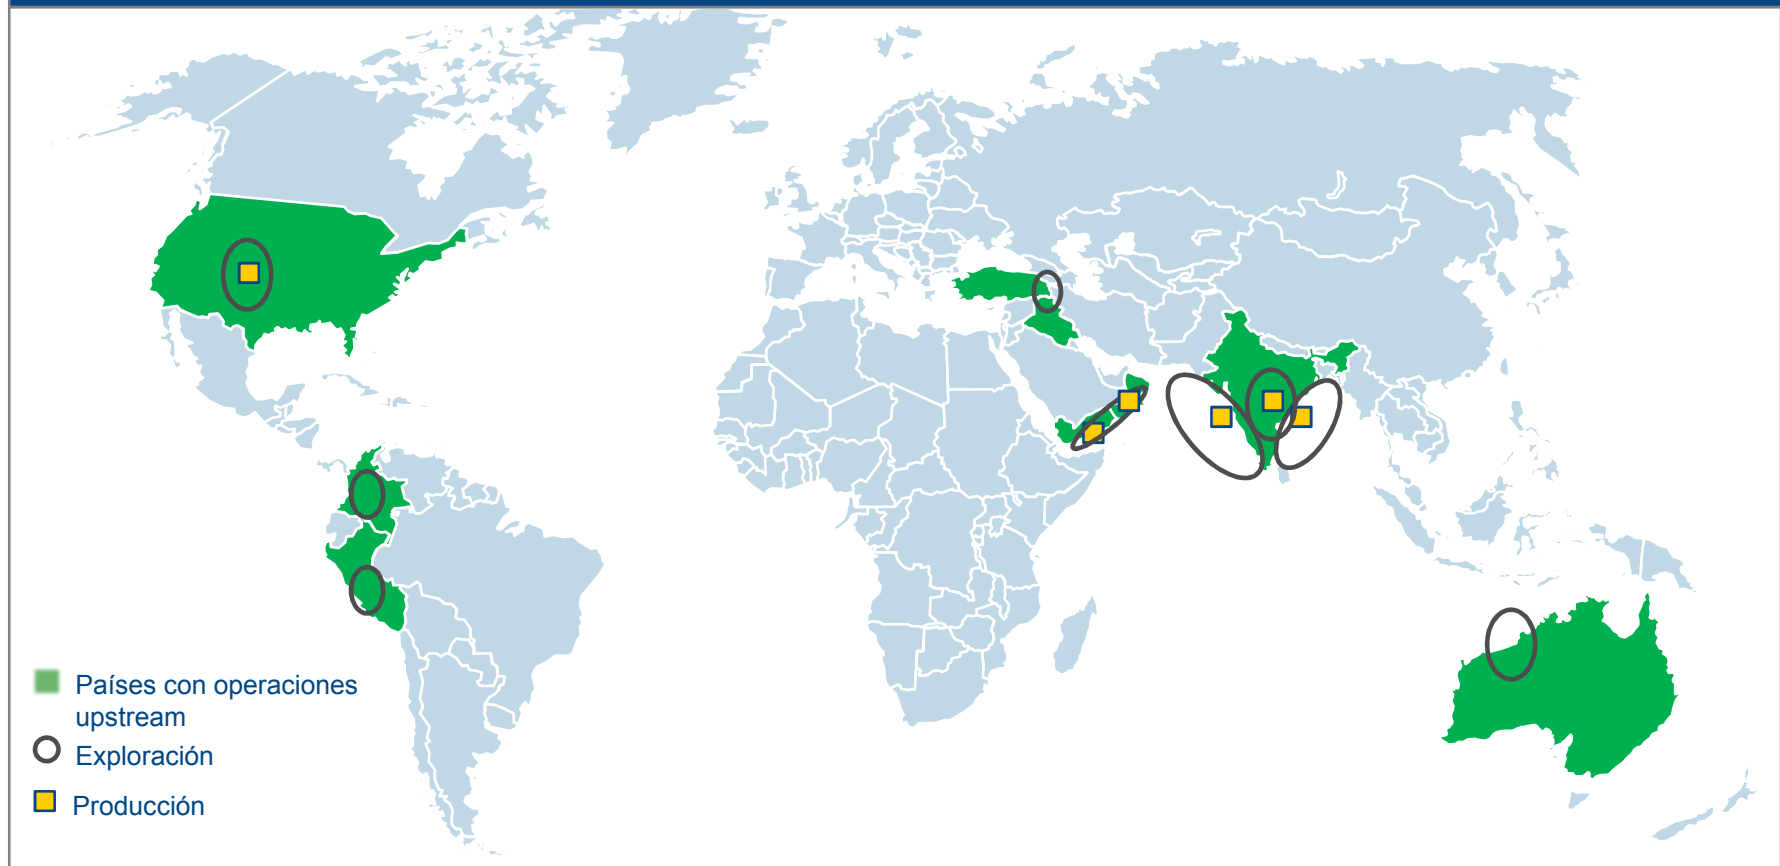 Países con operaciones
upstream
Exploración
Producción